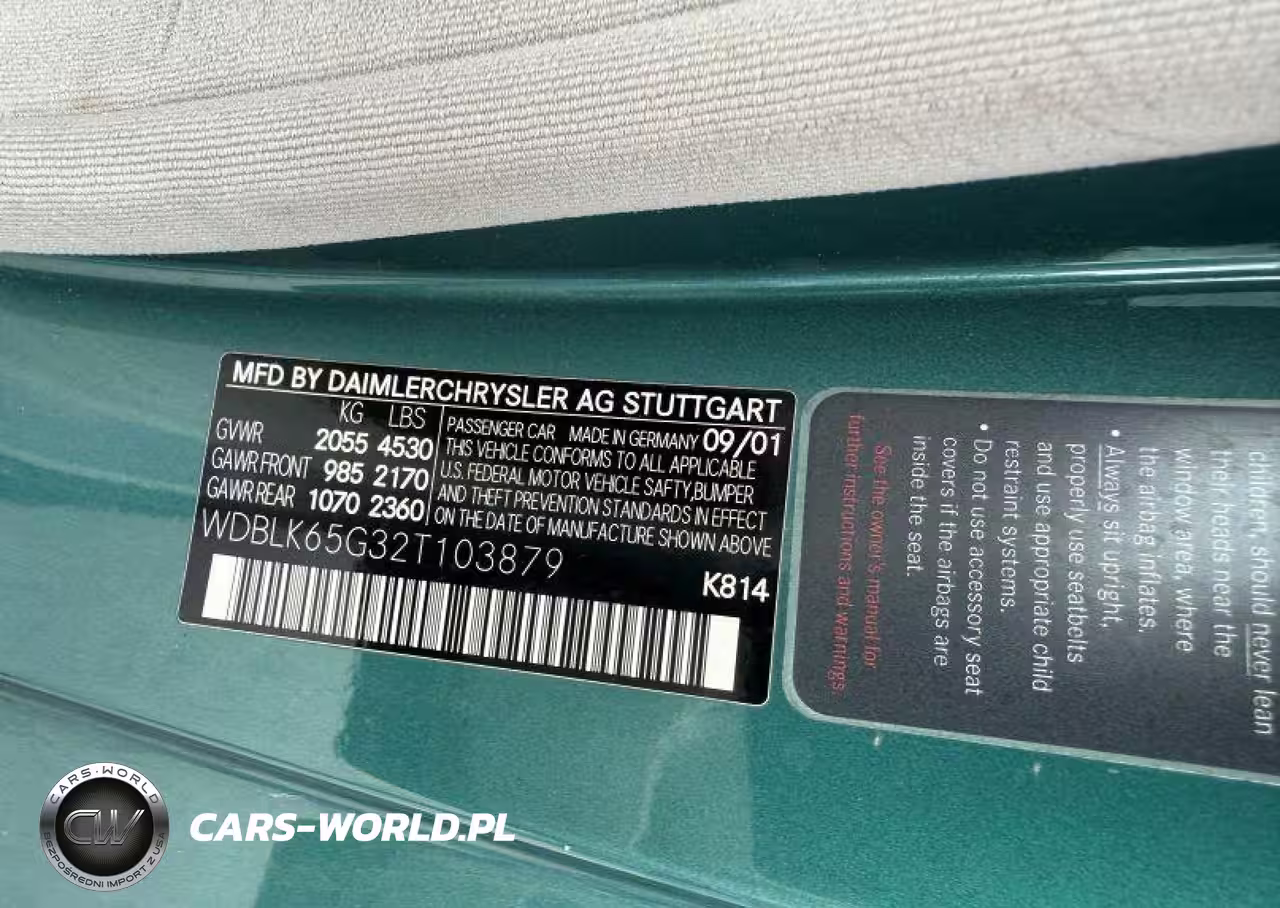 MFD BY DAIMLERCHRYSLER AG STUTTGART
KG LBS
GVWR 2055 4530
GAWR FRONT 985 2170
GAWR REAR 1070 2360
PASSENGER CAR MADE IN GERMANY 09/01
THIS VEHICLE CONFORMS TO ALL APPLICABLE
U.S. FEDERAL MOTOR VEHICLE SAFTY,BUMPER
AND THEFT PREVENTION STANDARDS IN EFFECT
ON THE DATE OF MANUFACTURE SHOWN ABOVE
WDBLK65G32T103879
K814
children, should never lean
their heads near the
window area, where
the airbag inflates.
• Always sit upright,
properly use seatbelts
and use appropriate child
restraint systems.
• Do not use accessory seat
covers if the airbags are
inside the seat.
See the owner's manual for
further instructions and warnings.
CARS-WORLD
CW
BEZPOŚREDNI IMPORT Z USA
CARS-WORLD.PL